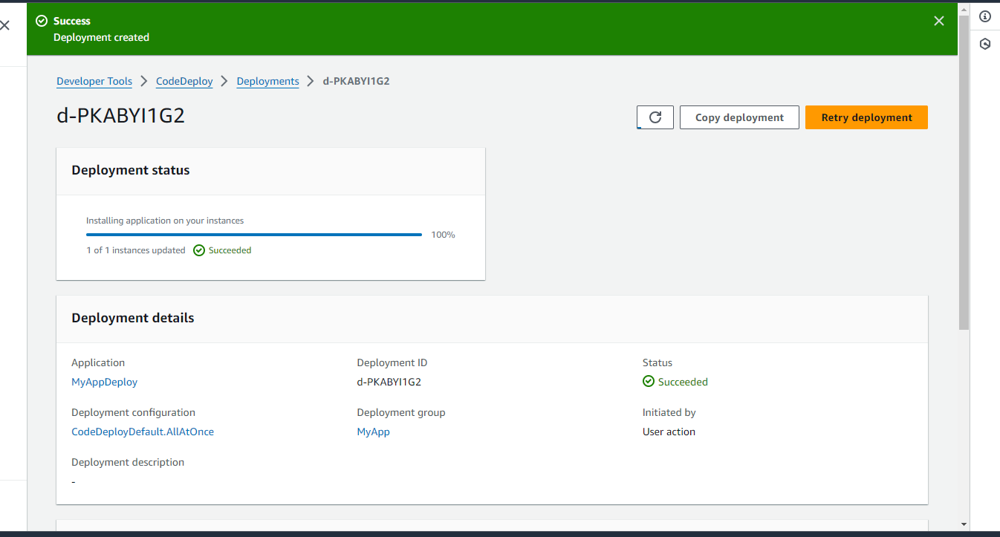 Success
Deployment created
Developer Tools
CodeDeploy
Deployments
d-PKABYI1G2
d-PKABYI1G2
Copy deployment
Retry deployment
Deployment status
Installing application on your instances
100%
1 of 1 instances updated
Succeeded
Deployment details
Application
Deployment ID
Status
MyAppDeploy
d-PKABYI1G2
Succeeded
Deployment configuration
Deployment group
Initiated by
CodeDeployDefault.AllAtOnce
MyApp
User action
Deployment description
-